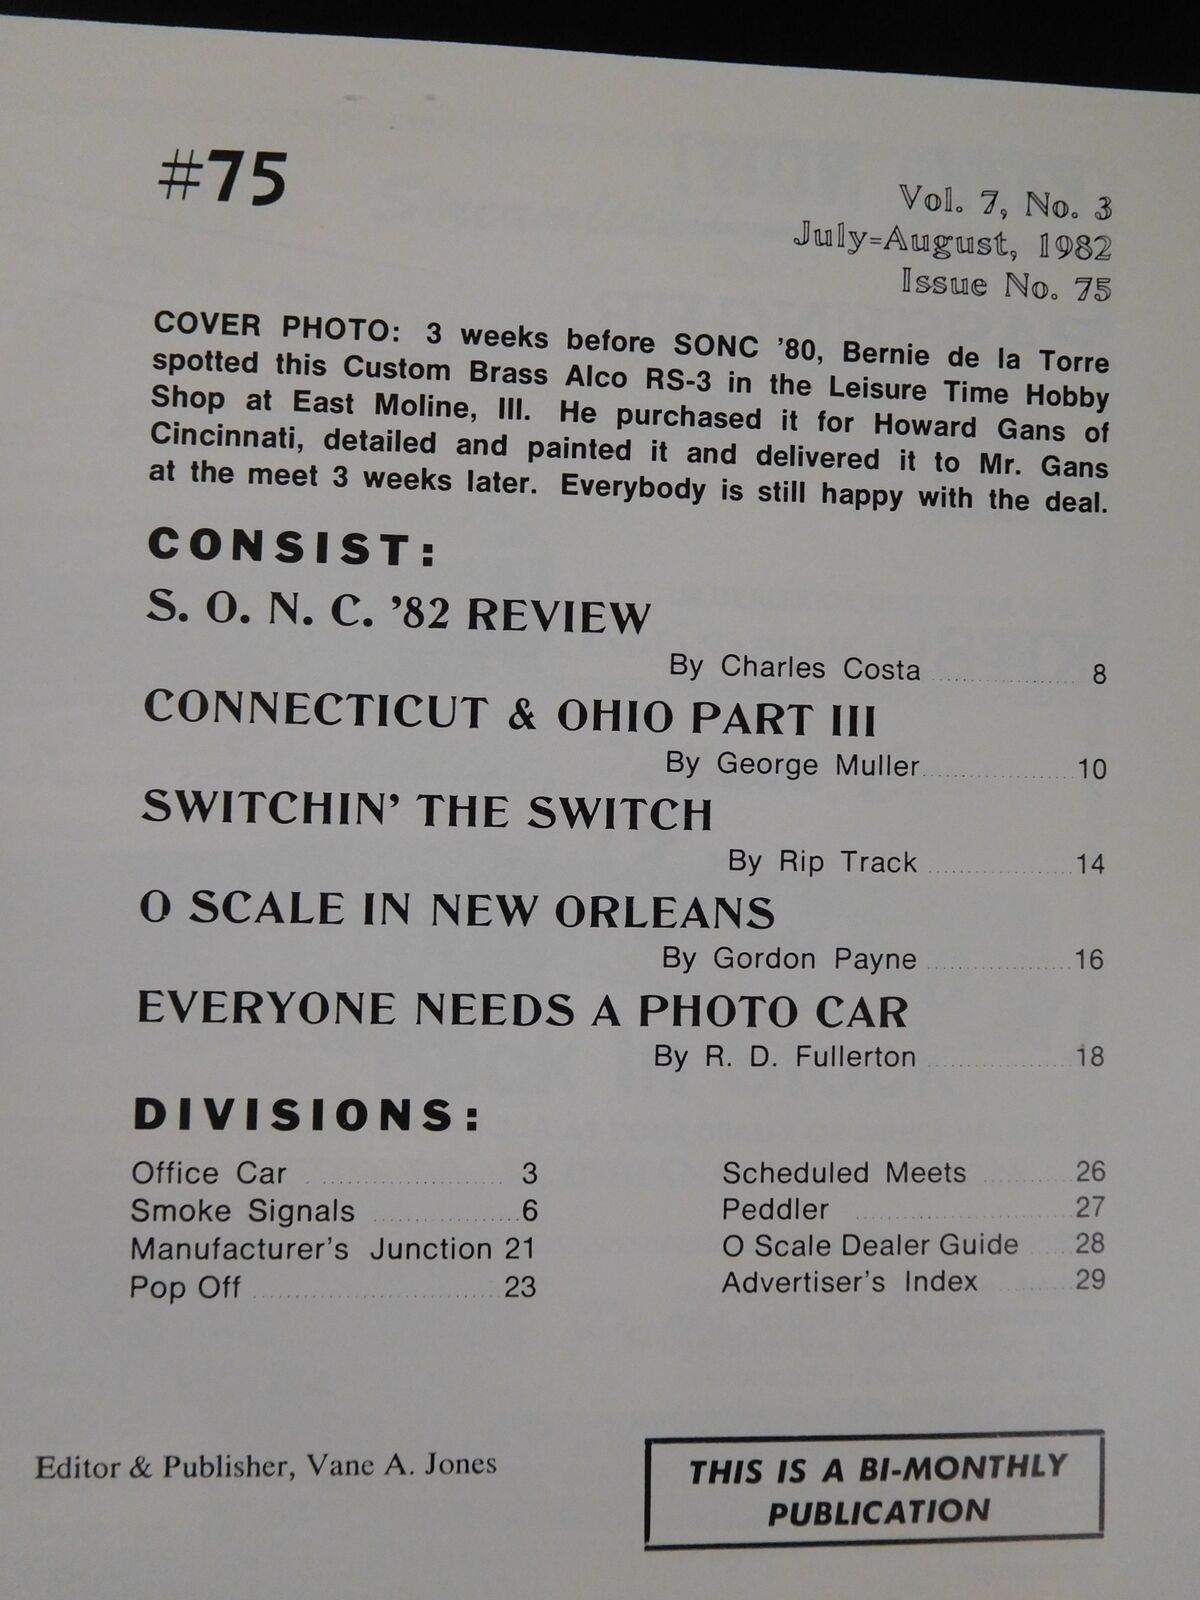 #75
Vol. 7, No. 3
July=August, 1982
Issue No. 75
COVER PHOTO: 3 weeks before SONC '80, Bernie de la Torre
spotted this Custom Brass Alco RS-3 in the Leisure Time Hobby
Shop at East Moline, Ill. He purchased it for Howard Gans of
Cincinnati, detailed and painted it and delivered it to Mr. Gans
at the meet 3 weeks later. Everybody is still happy with the deal.
CONSIST:
S. O. N. C. '82 REVIEW
By Charles Costa 8
CONNECTICUT & OHIO PART III
By George Muller 10
SWITCHIN' THE SWITCH
By Rip Track 14
O SCALE IN NEW ORLEANS
By Gordon Payne 16
EVERYONE NEEDS A PHOTO CAR
By R. D. Fullerton 18
DIVISIONS:
Office Car 3
Smoke Signals 6
Manufacturer's Junction 21
Pop Off 23
Scheduled Meets 26
Peddler 27
O Scale Dealer Guide 28
Advertiser's Index 29
Editor & Publisher, Vane A. Jones
THIS IS A BI-MONTHLY
PUBLICATION